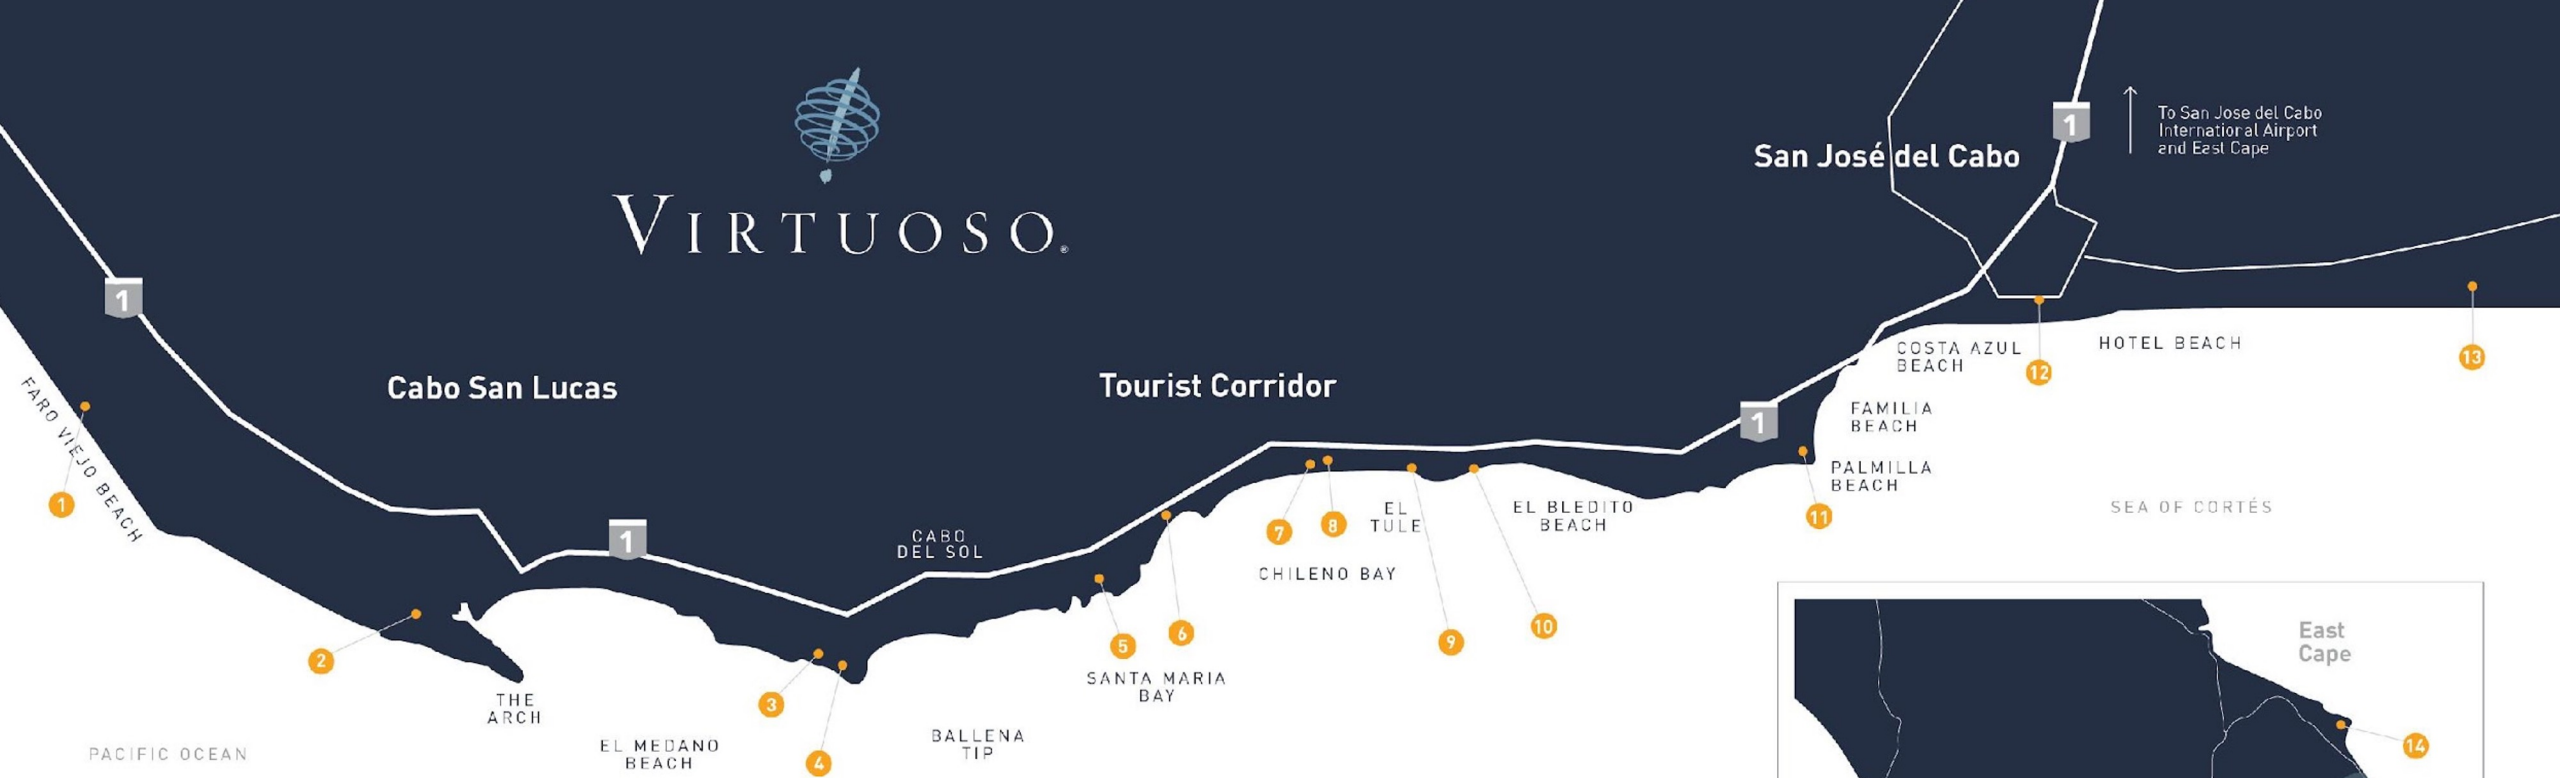 VIRTUOSO®
San José del Cabo
1
To San Jose del Cabo
International Airport
and East Cape
1
Cabo San Lucas
Tourist Corridor
1
1
FARO VIEJO BEACH
1
2
THE
ARCH
PACIFIC OCEAN
EL MEDANO
BEACH
3
4
CABO
DEL SOL
BALLENA
TIP
5
6
SANTA MARIA
BAY
7
8
CHILENO BAY
EL
TULE
9
10
EL BLEDITO
BEACH
11
PALMILLA
BEACH
FAMILIA
BEACH
COSTA AZUL
BEACH
12
HOTEL BEACH
13
SEA OF CORTÉS
East
Cape
14